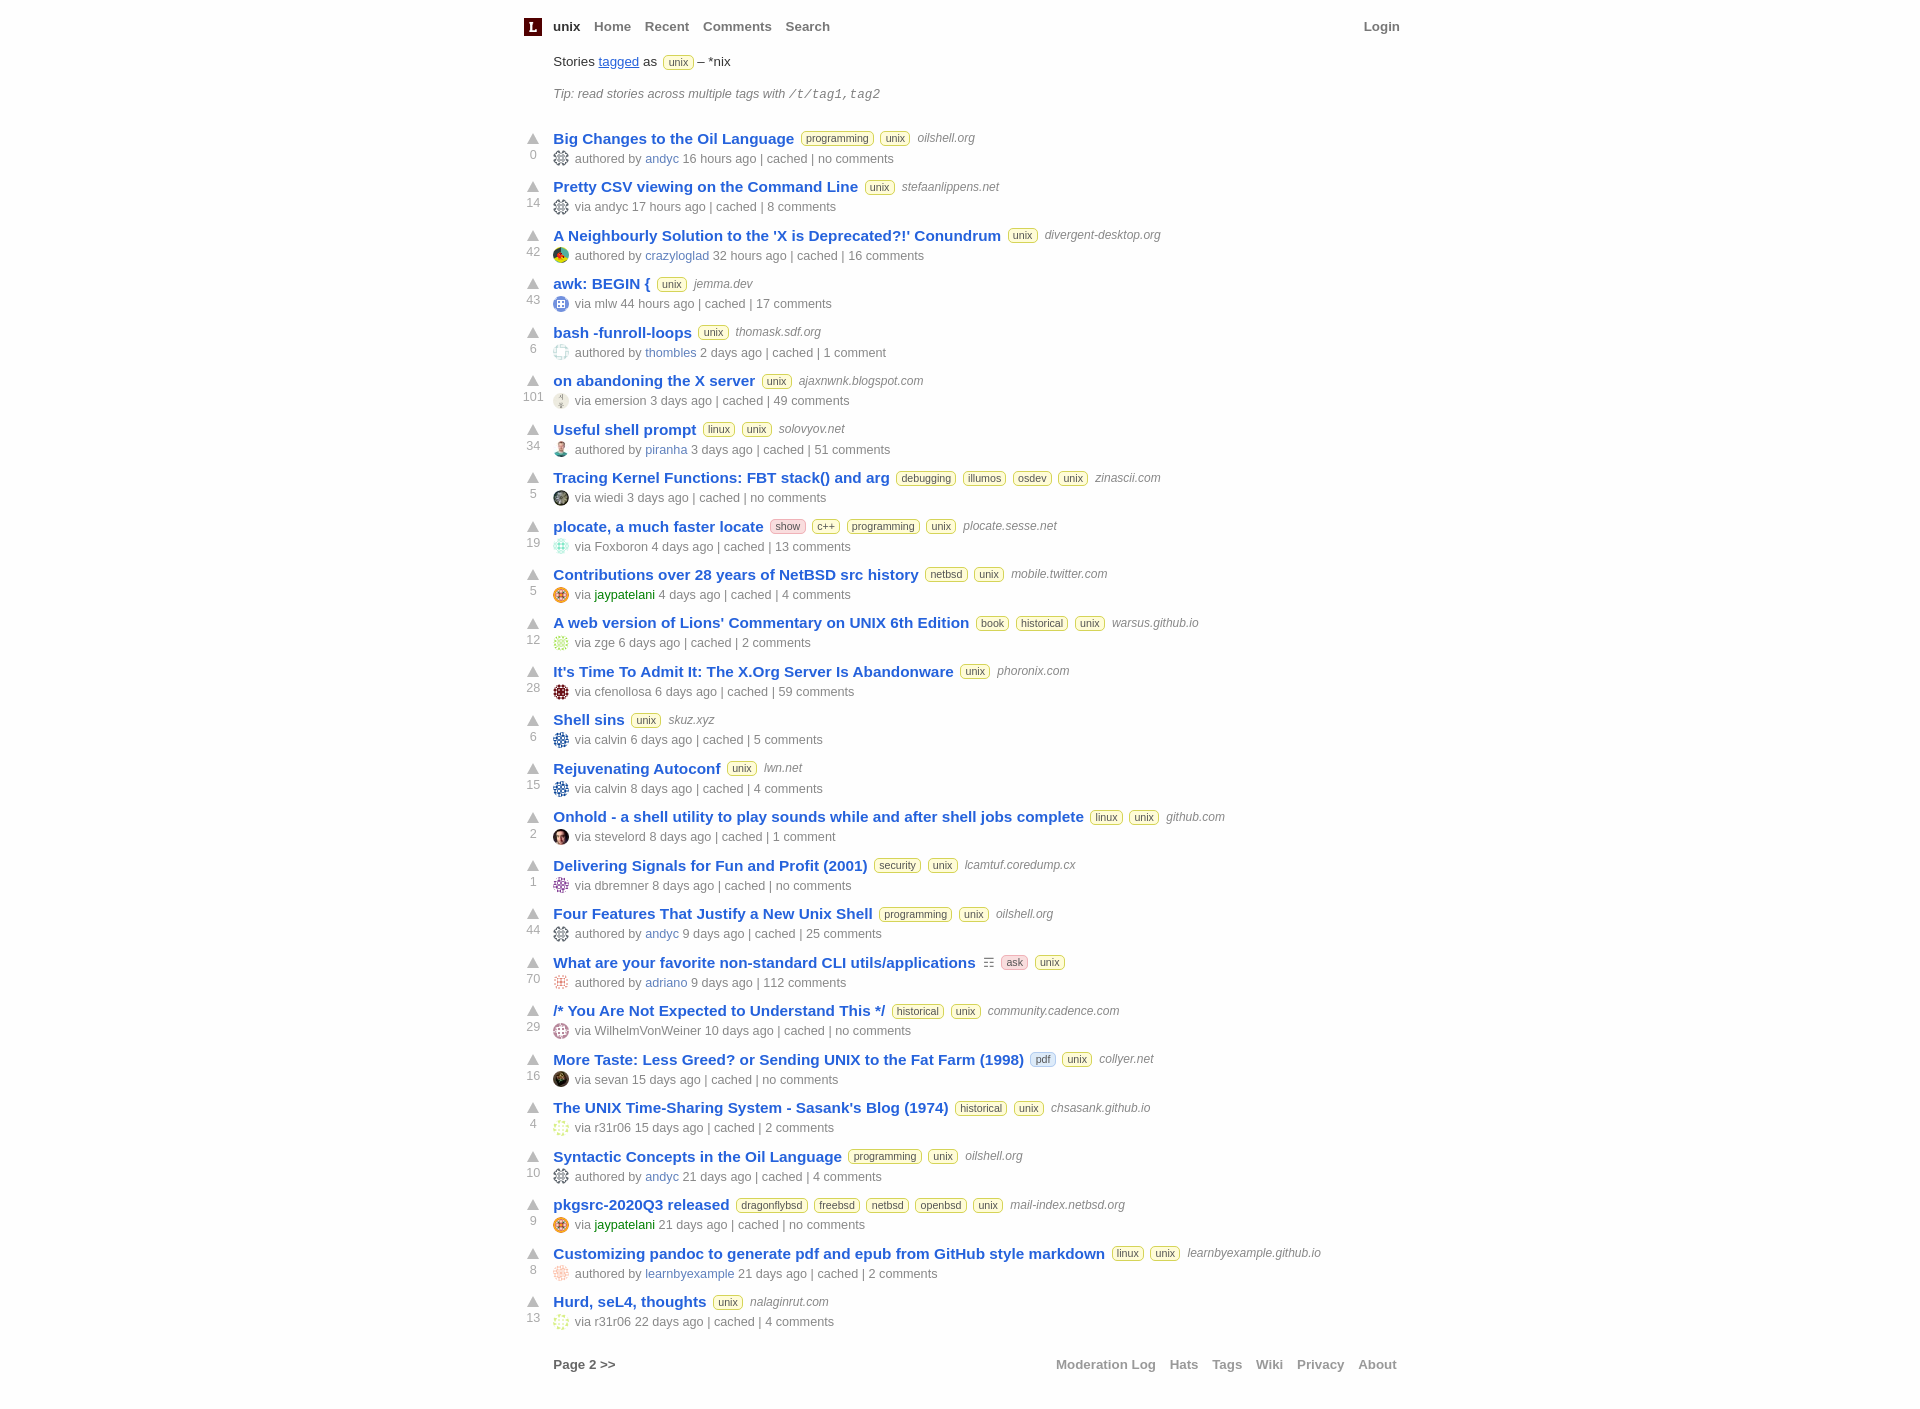 L unix Home Recent Comments Search Login
Stories tagged as unix – *nix
Tip: read stories across multiple tags with /t/tag1,tag2
Big Changes to the Oil Language programming unix oilshell.org
0 authored by andyc 16 hours ago | cached | no comments
Pretty CSV viewing on the Command Line unix stefaanlippens.net
14 via andyc 17 hours ago | cached | 8 comments
A Neighbourly Solution to the 'X is Deprecated?!' Conundrum unix divergent-desktop.org
42 authored by crazyloglad 32 hours ago | cached | 16 comments
awk: BEGIN { unix jemma.dev
43 via mlw 44 hours ago | cached | 17 comments
bash -funroll-loops unix thomask.sdf.org
6 authored by thombles 2 days ago | cached | 1 comment
on abandoning the X server unix ajaxnwnk.blogspot.com
101 via emersion 3 days ago | cached | 49 comments
Useful shell prompt linux unix solovyov.net
34 authored by piranha 3 days ago | cached | 51 comments
Tracing Kernel Functions: FBT stack() and arg debugging illumos osdev unix zinascii.com
5 via wiedi 3 days ago | cached | no comments
plocate, a much faster locate show c++ programming unix plocate.sesse.net
19 via Foxboron 4 days ago | cached | 13 comments
Contributions over 28 years of NetBSD src history netbsd unix mobile.twitter.com
5 via jaypatelani 4 days ago | cached | 4 comments
A web version of Lions' Commentary on UNIX 6th Edition book historical unix warsus.github.io
12 via zge 6 days ago | cached | 2 comments
It's Time To Admit It: The X.Org Server Is Abandonware unix phoronix.com
28 via cfenollosa 6 days ago | cached | 59 comments
Shell sins unix skuz.xyz
6 via calvin 6 days ago | cached | 5 comments
Rejuvenating Autoconf unix lwn.net
15 via calvin 8 days ago | cached | 4 comments
Onhold - a shell utility to play sounds while and after shell jobs complete linux unix github.com
2 via stevelord 8 days ago | cached | 1 comment
Delivering Signals for Fun and Profit (2001) security unix lcamtuf.coredump.cx
1 via dbremner 8 days ago | cached | no comments
Four Features That Justify a New Unix Shell programming unix oilshell.org
44 authored by andyc 9 days ago | cached | 25 comments
What are your favorite non-standard CLI utils/applications ☶ ask unix
70 authored by adriano 9 days ago | 112 comments
/* You Are Not Expected to Understand This */ historical unix community.cadence.com
29 via WilhelmVonWeiner 10 days ago | cached | no comments
More Taste: Less Greed? or Sending UNIX to the Fat Farm (1998) pdf unix collyer.net
16 via sevan 15 days ago | cached | no comments
The UNIX Time-Sharing System - Sasank's Blog (1974) historical unix chsasank.github.io
4 via r31r06 15 days ago | cached | 2 comments
Syntactic Concepts in the Oil Language programming unix oilshell.org
10 authored by andyc 21 days ago | cached | 4 comments
pkgsrc-2020Q3 released dragonflybsd freebsd netbsd openbsd unix mail-index.netbsd.org
9 via jaypatelani 21 days ago | cached | no comments
Customizing pandoc to generate pdf and epub from GitHub style markdown linux unix learnbyexample.github.io
8 authored by learnbyexample 21 days ago | cached | 2 comments
Hurd, seL4, thoughts unix nalaginrut.com
13 via r31r06 22 days ago | cached | 4 comments
Page 2 >> Moderation Log Hats Tags Wiki Privacy About